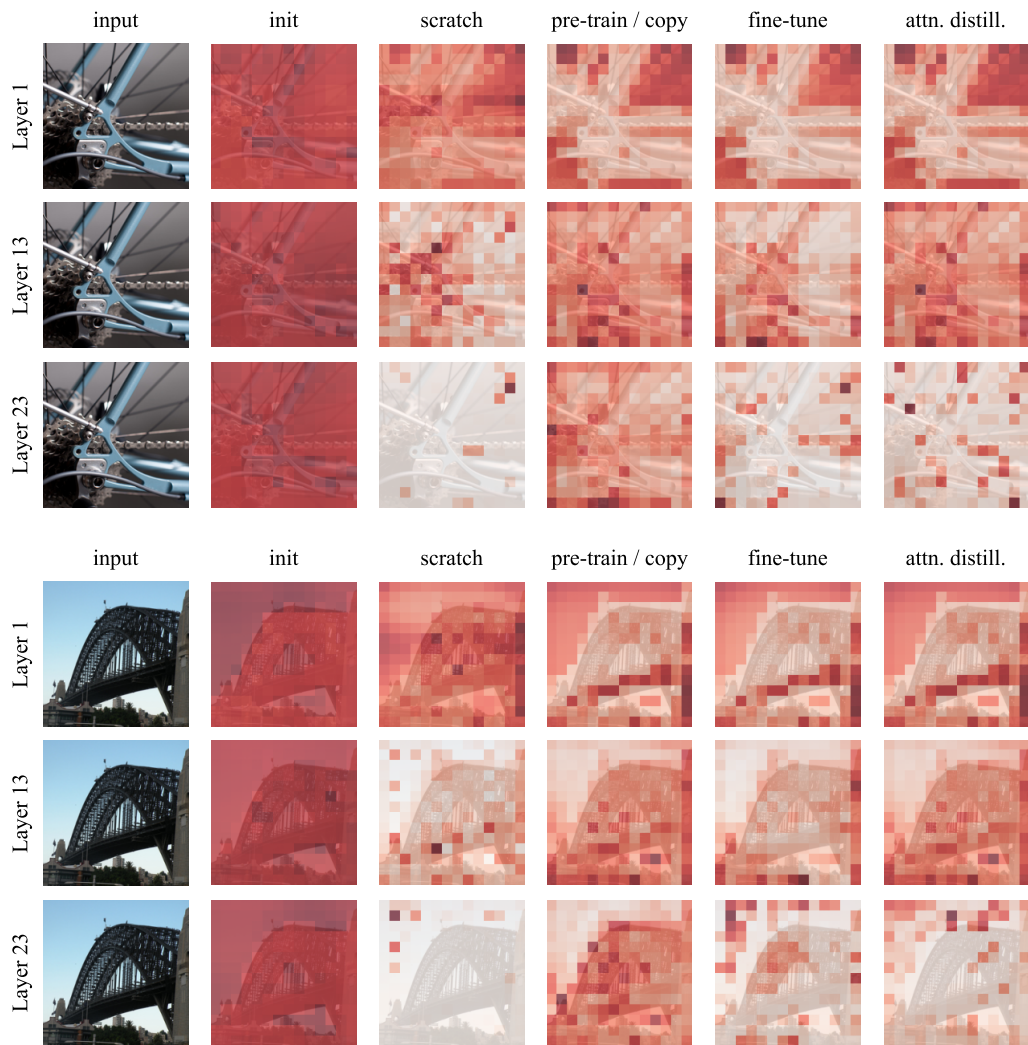 input init scratch pre-train / copy fine-tune attn. distill.
Layer 1
Layer 13
Layer 23
input init scratch pre-train / copy fine-tune attn. distill.
Layer 1
Layer 13
Layer 23